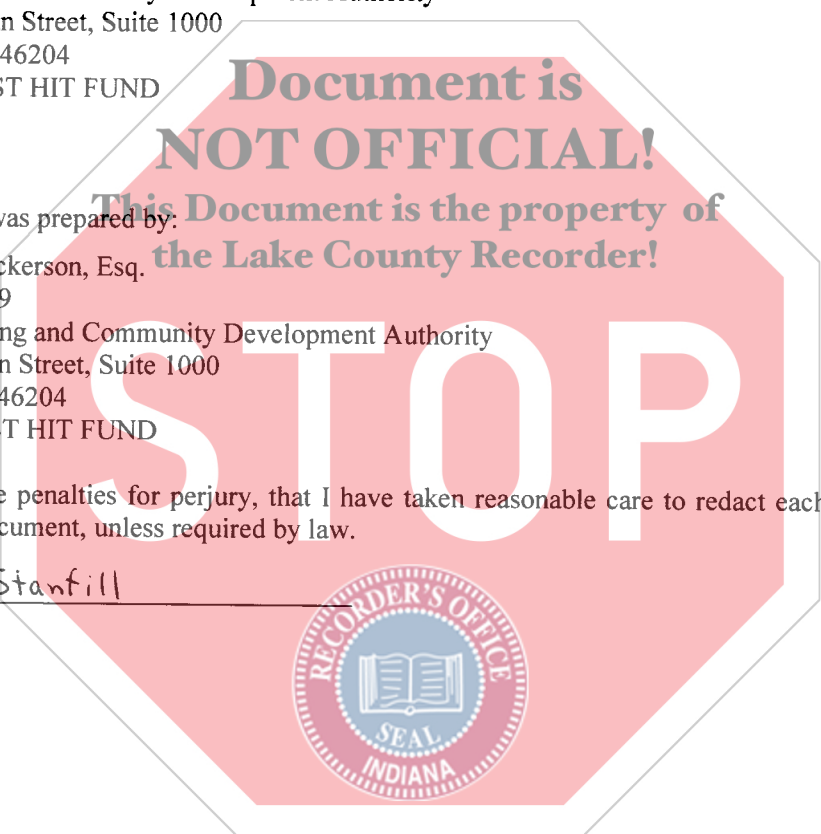 n Street, Suite 1000
46204
ST HIT FUND
Document is
NOT OFFICIAL!
This Document is the property of
the Lake County Recorder!
was prepared by:
ckerson, Esq.
9
ng and Community Development Authority
n Street, Suite 1000
46204
ST HIT FUND
STOP
e penalties for perjury, that I have taken reasonable care to redact each
cument, unless required by law.
Stanfill
RECORDER'S OFFICE
SEAL
INDIANA